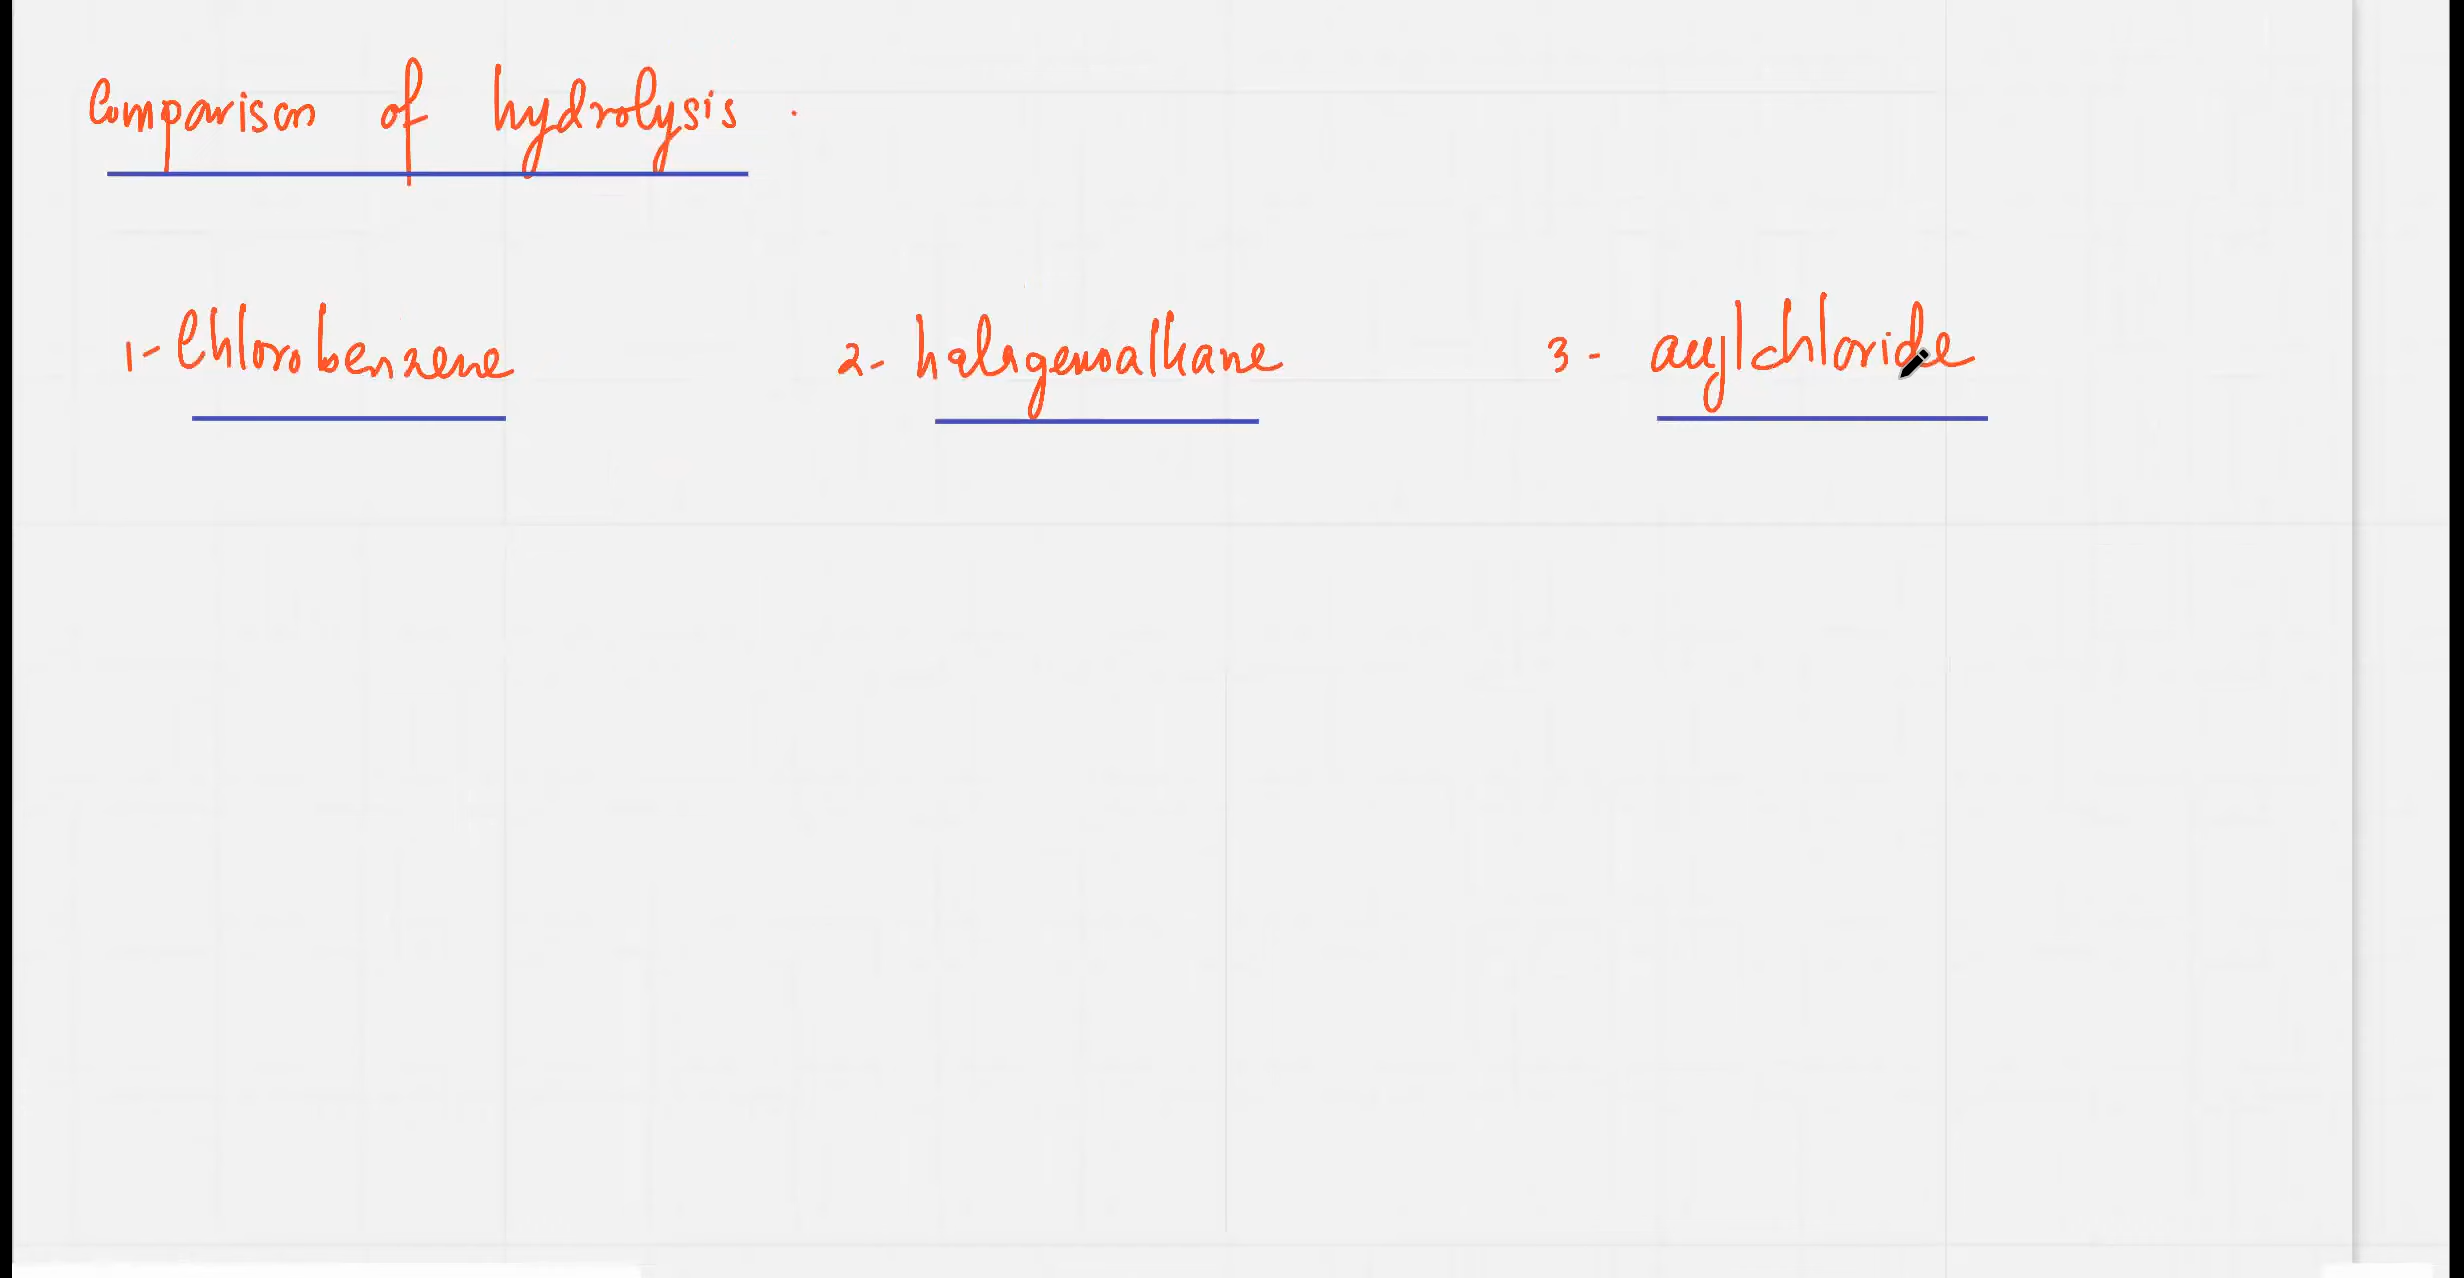 Comparison of hydrolysis.
1- Chlorobenzene 2- halogenoalkane 3- acylchloride